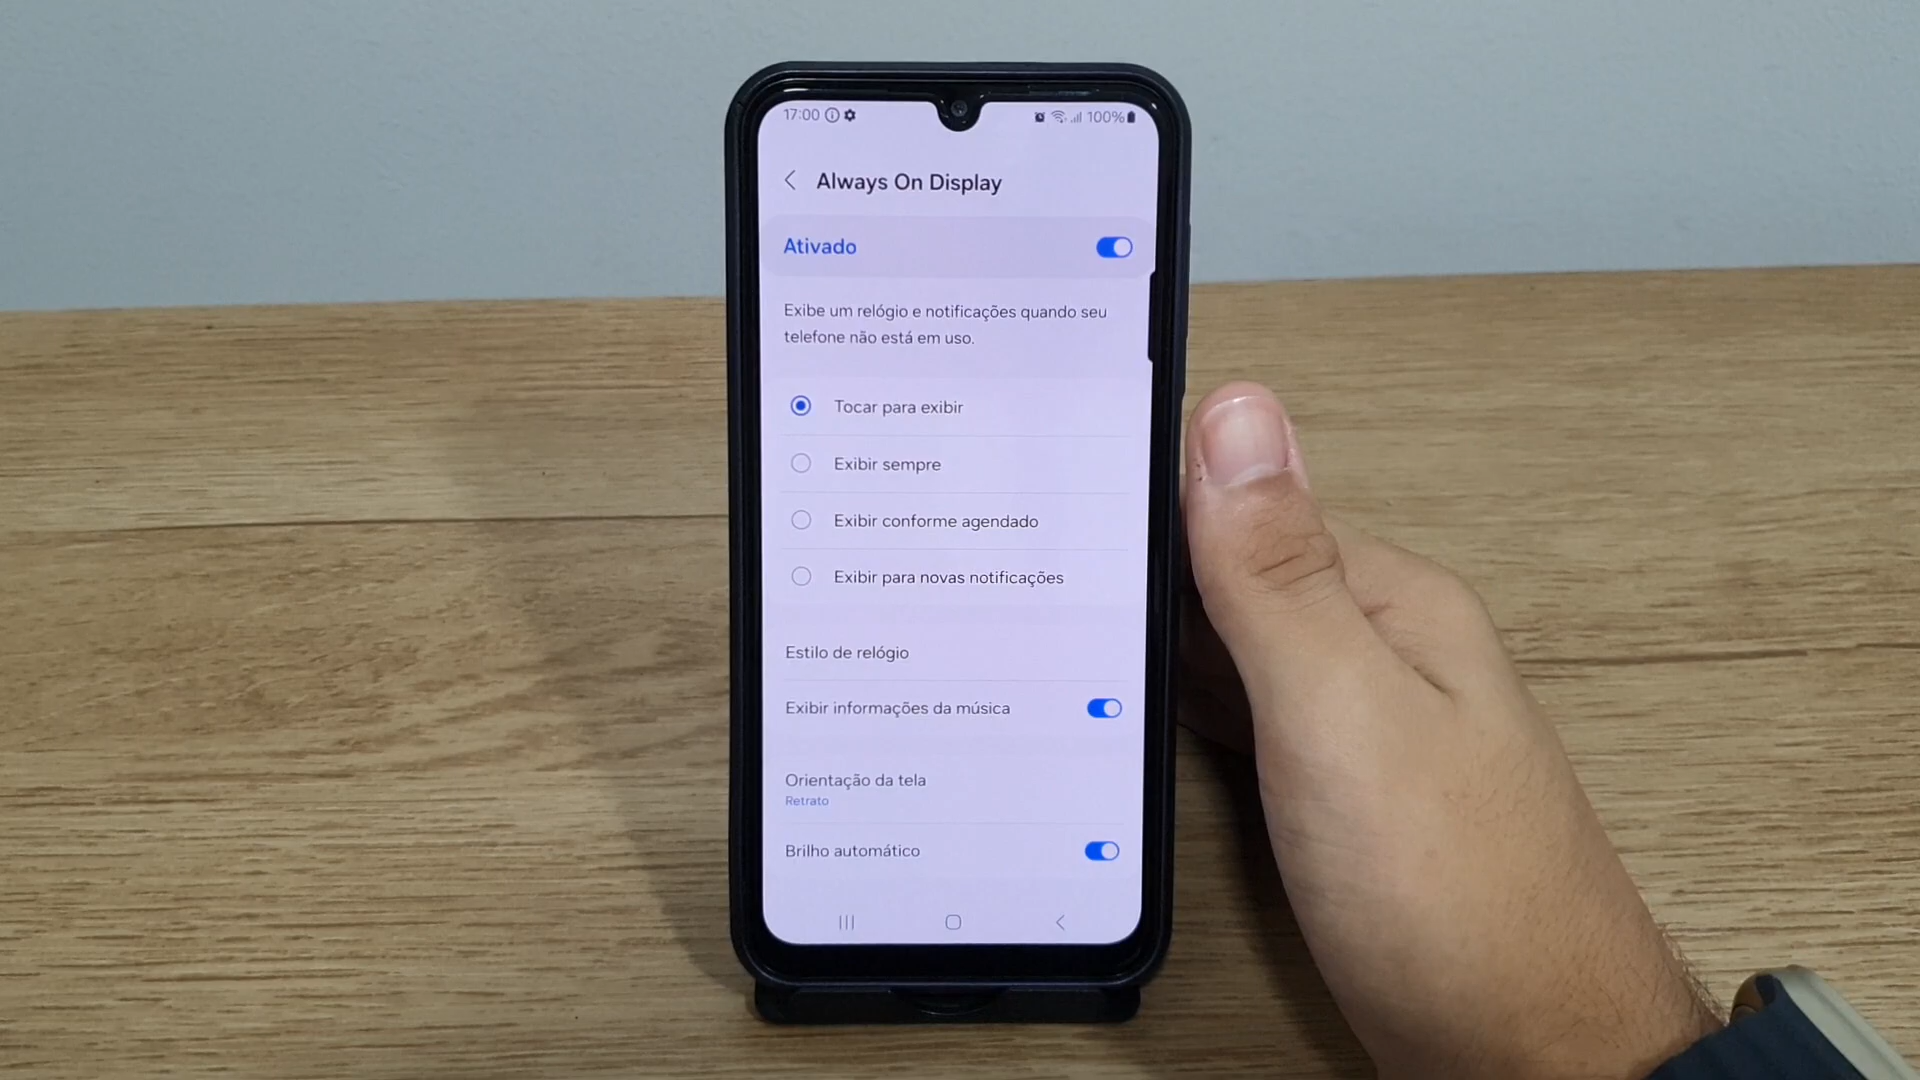 17:00 100%
Always On Display
Ativado
Exibe um relógio e notificações quando seu
telefone não está em uso.
Tocar para exibir
Exibir sempre
Exibir conforme agendado
Exibir para novas notificações
Estilo de relógio
Exibir informações da música
Orientação da tela
Retrato
Brilho automático